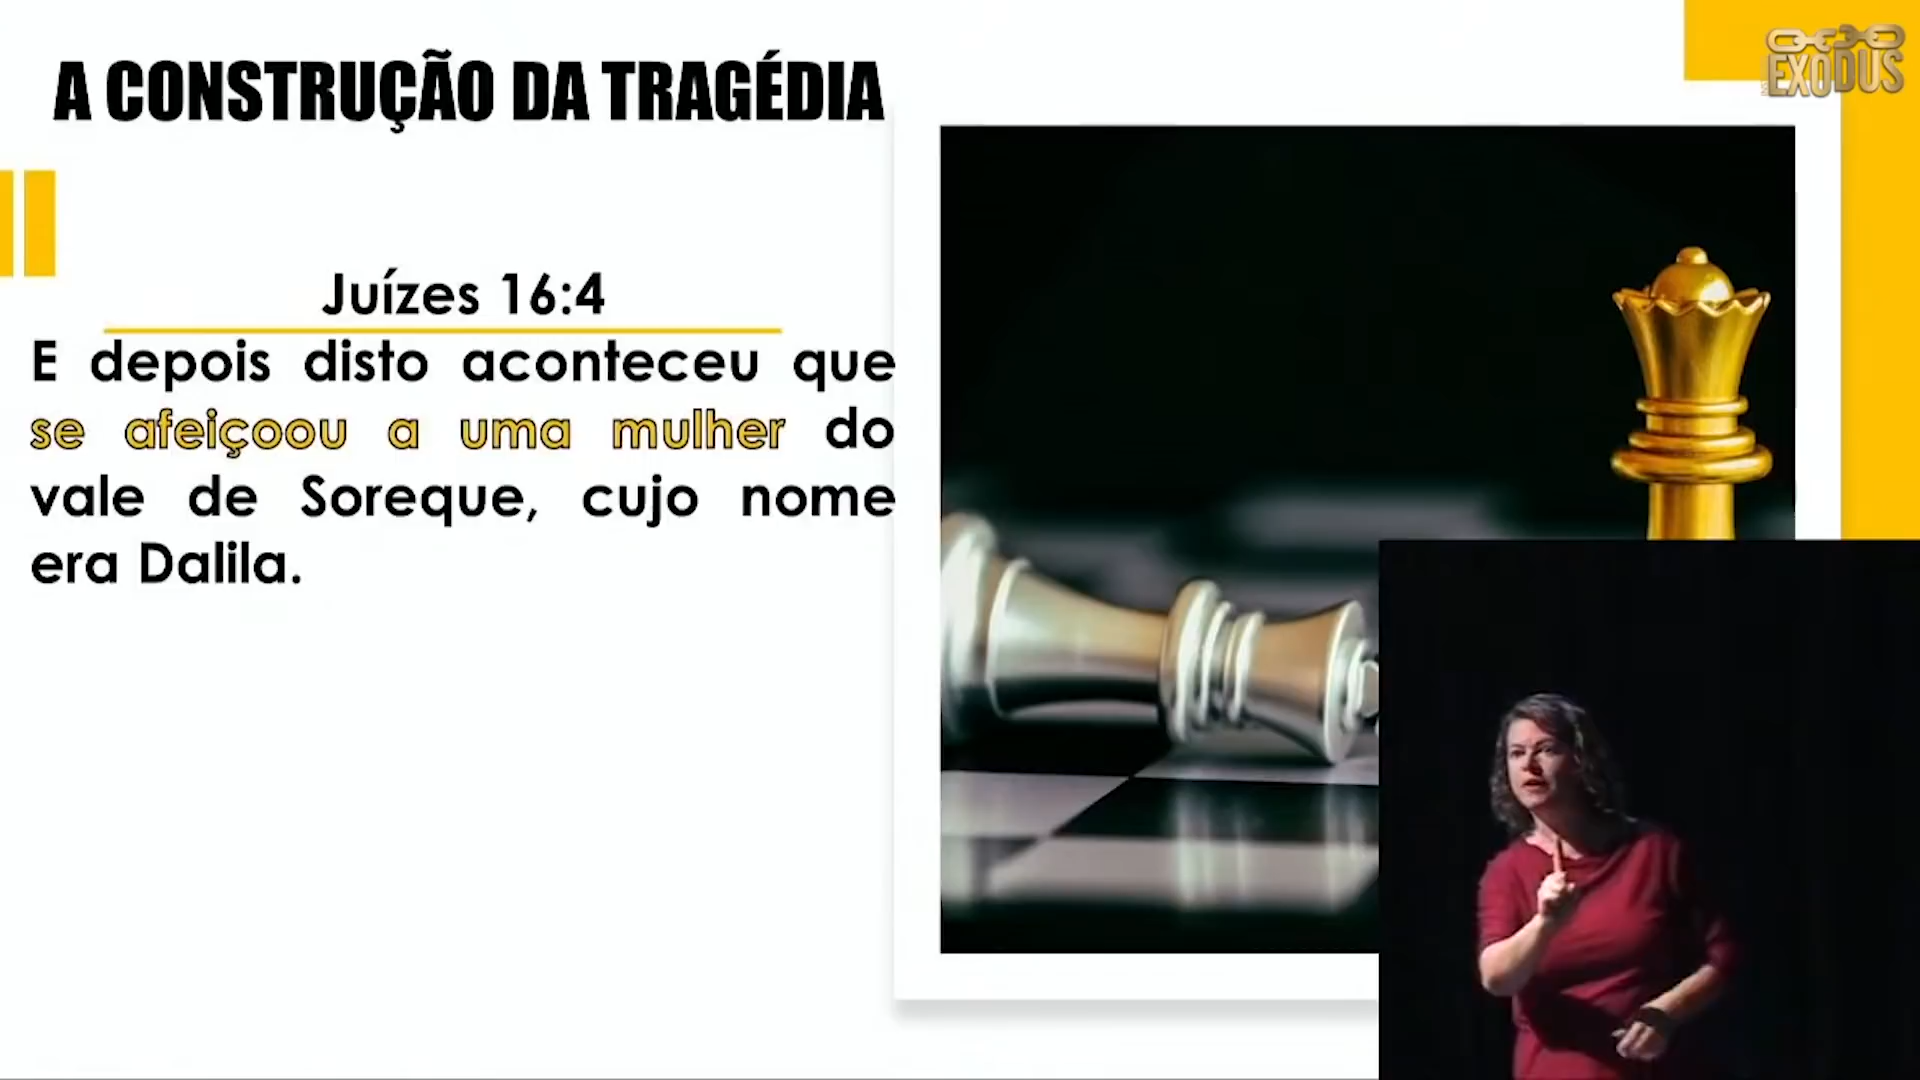 A CONSTRUÇÃO DA TRAGÉDIA
EXODUS
Juízes 16:4
E depois disto aconteceu que
se afeiçoou a uma mulher do
vale de Soreque, cujo nome
era Dalila.